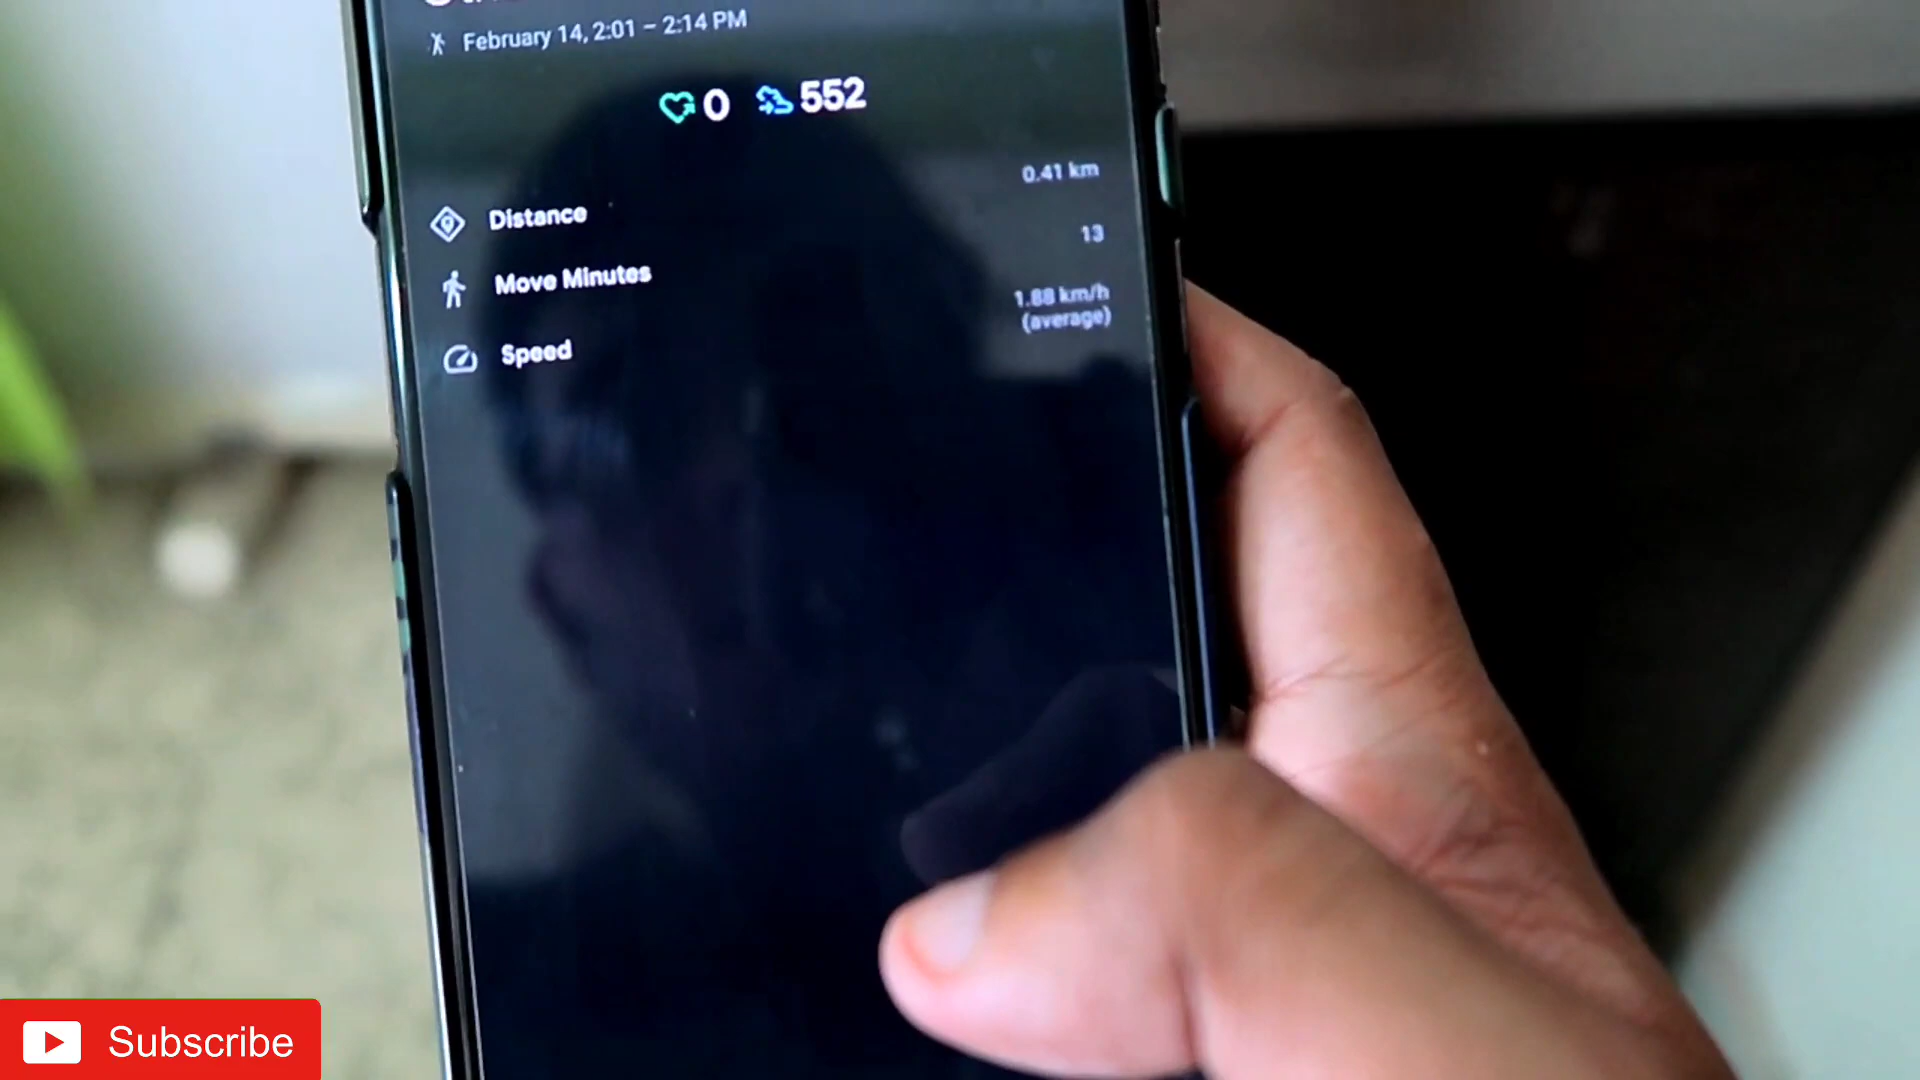 February 14, 2:01 – 2:14 PM
0 552
Distance 0.41 km
Move Minutes 13
Speed 1.88 km/h
(average)
Subscribe